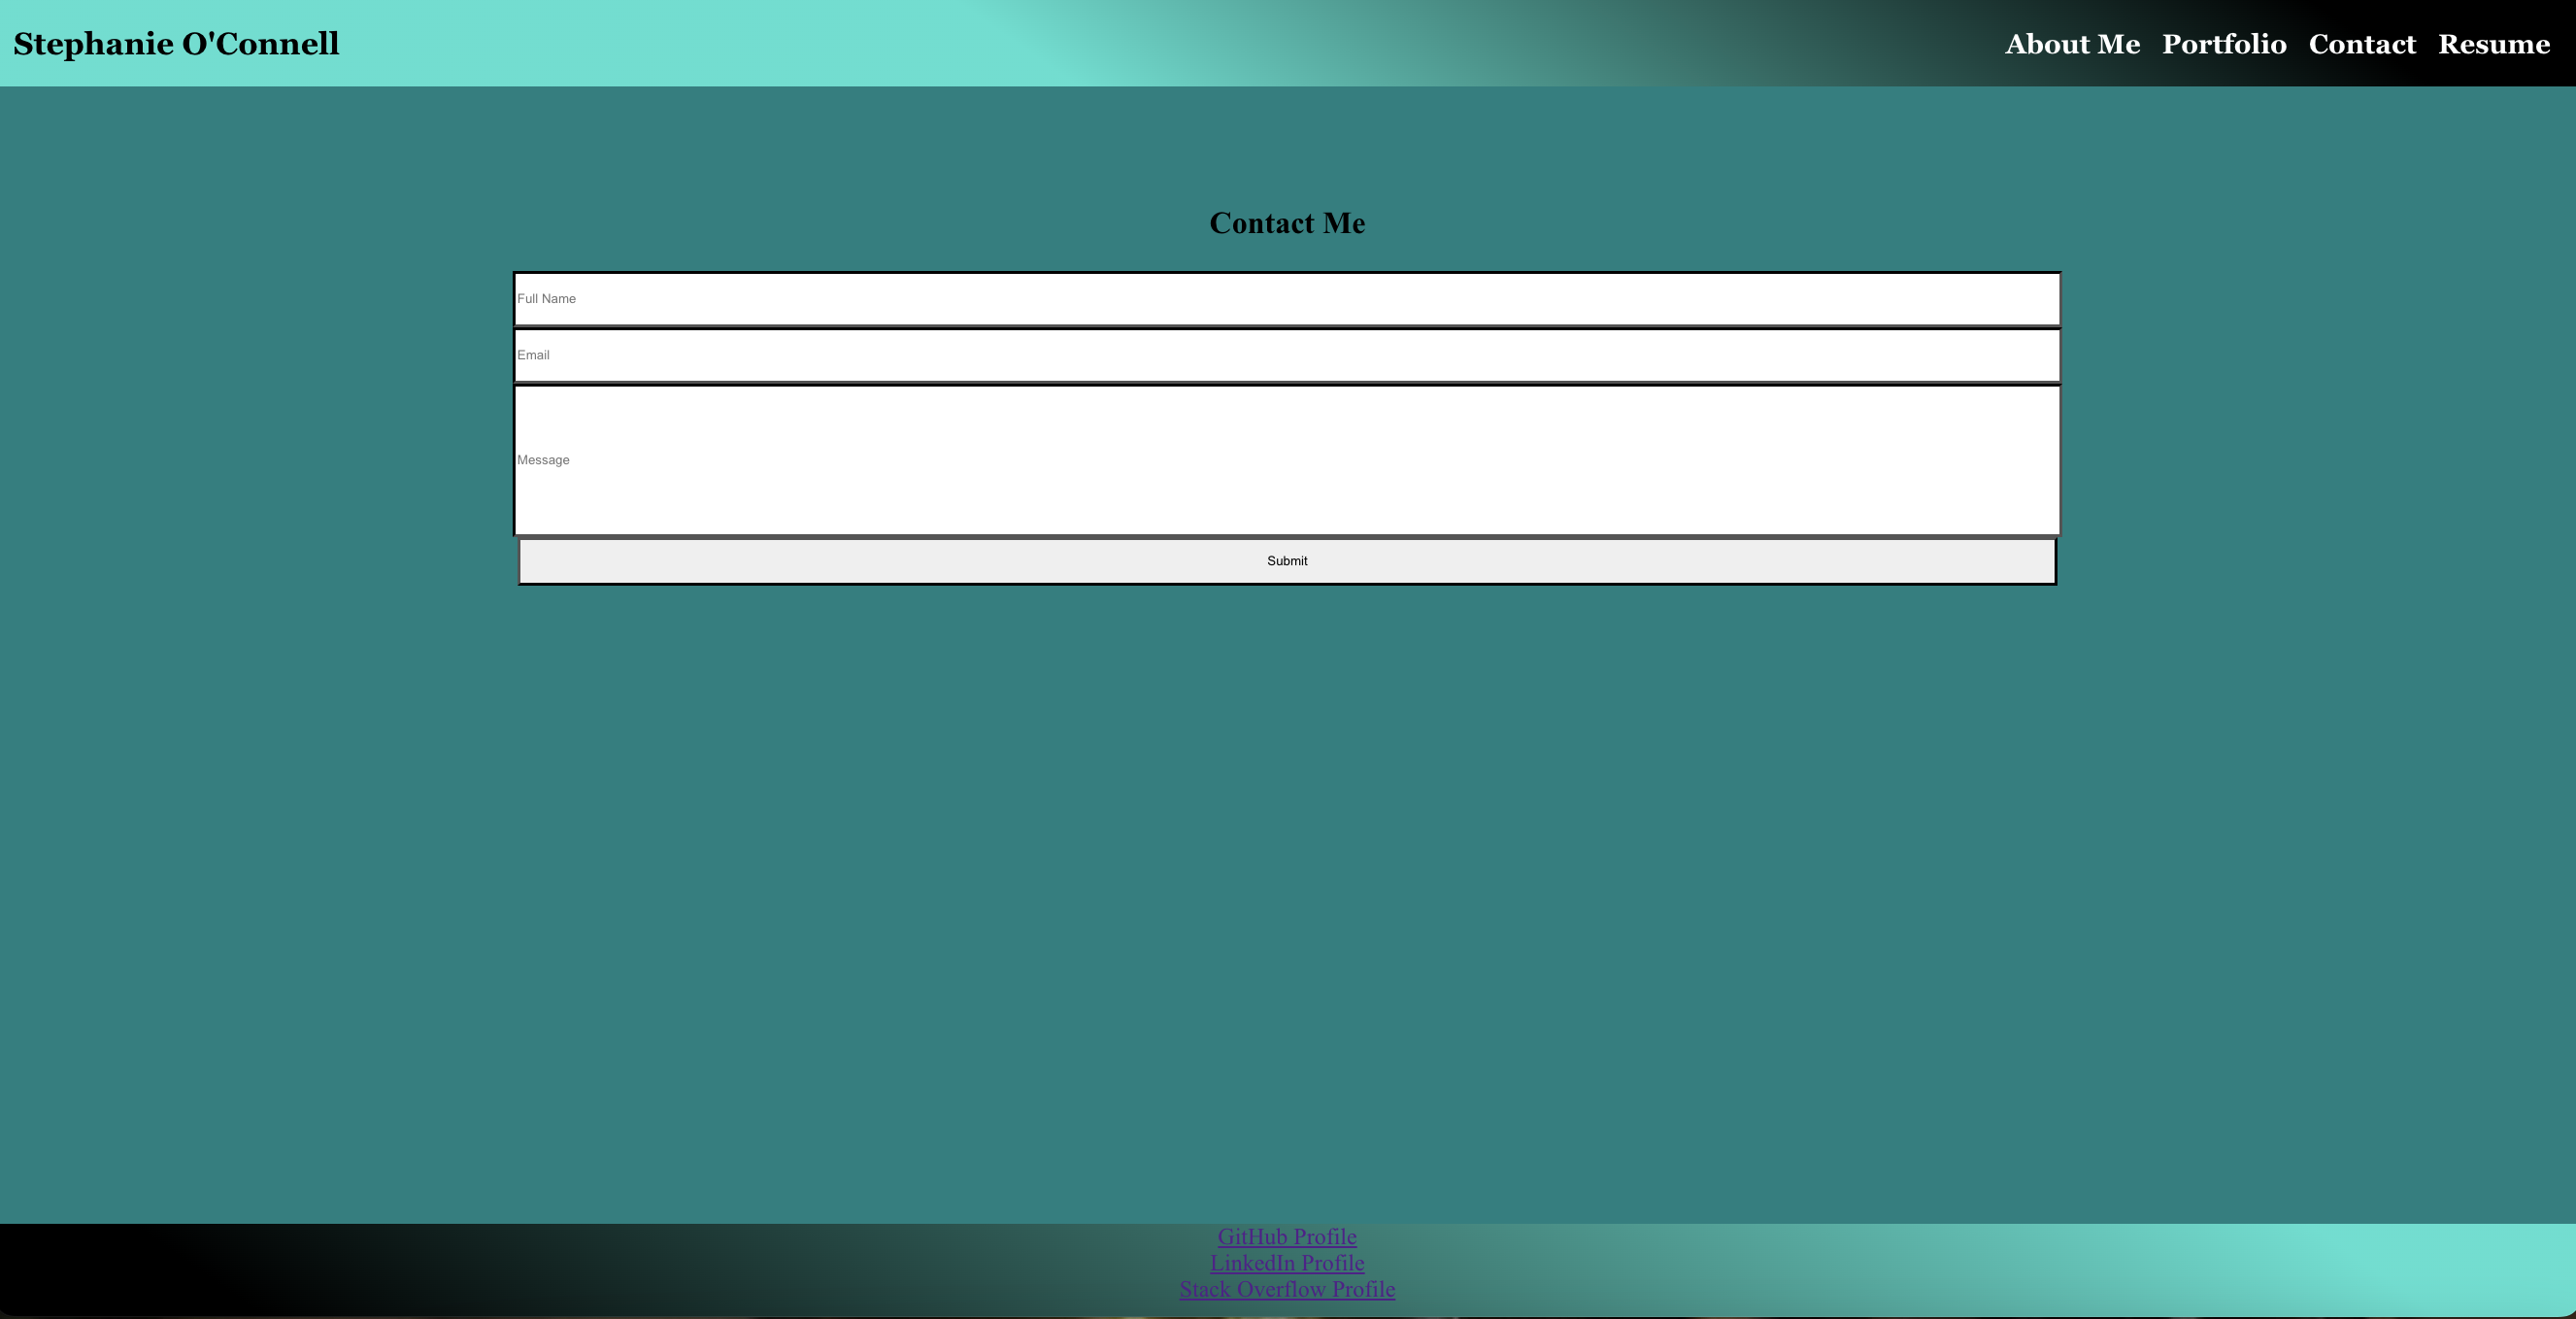 Stephanie O'Connell
About Me Portfolio Contact Resume
Contact Me
Full Name
Email
Message
Submit
GitHub Profile
LinkedIn Profile
Stack Overflow Profile